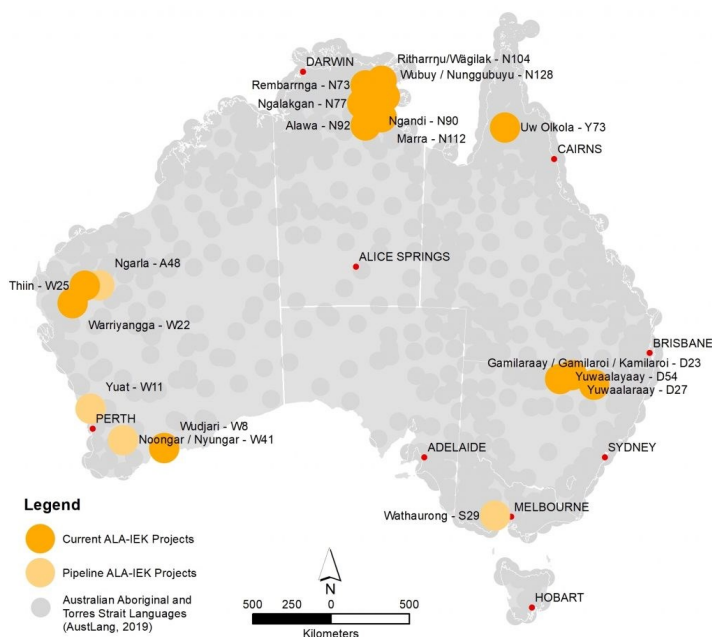 DARWIN
Ritharrŋu/Wägilak - N104
Wubuy / Nunggubuyu - N128
Rembarrnga - N73
Ngalakgan - N77
Ngandi - N90
Alawa - N92
Marra - N112
Uw Olkola - Y73
CAIRNS
Ngarla - A48
ALICE SPRINGS
Thiin - W25
Warriyangga - W22
BRISBANE
Gamilaraay / Gamilaroi / Kamilaroi - D23
Yuwaalayaay - D54
Yuwaalaraay - D27
Yuat - W11
PERTH
Wudjari - W8
Noongar / Nyungar - W41
ADELAIDE
SYDNEY
Wathaurong - S29
MELBOURNE
HOBART
Legend
Current ALA-IEK Projects
Pipeline ALA-IEK Projects
Australian Aboriginal and
Torres Strait Languages
(AustLang, 2019)
N
500 250 0 500
Kilometers